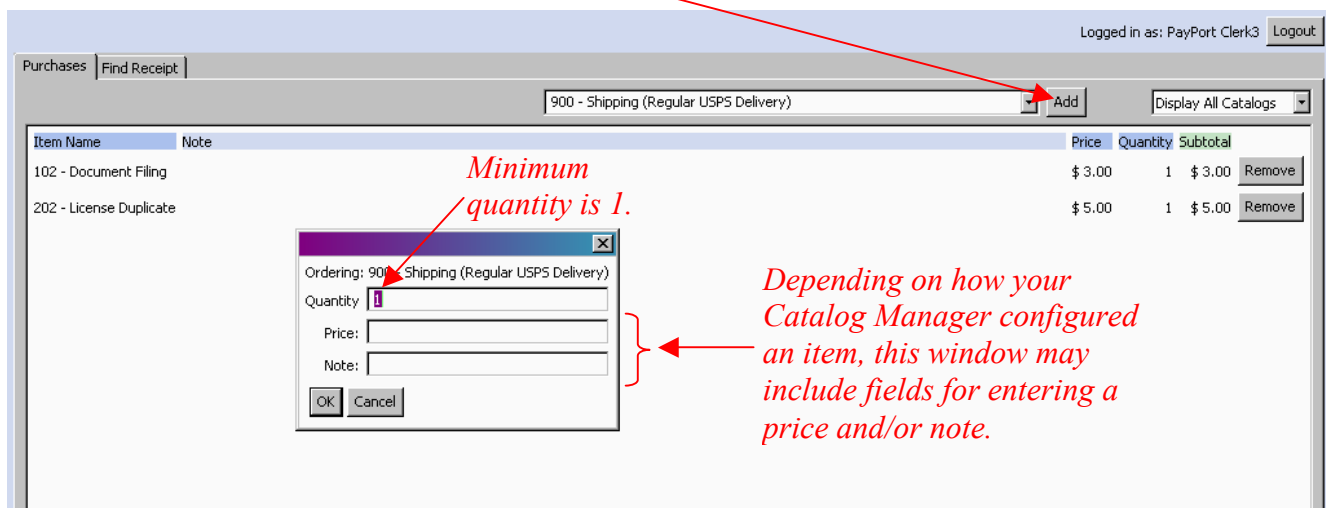 Logged in as: PayPort Clerk3 Logout
Purchases Find Receipt
900 - Shipping (Regular USPS Delivery) Add Display All Catalogs
Item Name Note Price Quantity Subtotal
102 - Document Filing $ 3.00 1 $ 3.00 Remove
202 - License Duplicate $ 5.00 1 $ 5.00 Remove
Minimum
quantity is 1.
Ordering: 900 - Shipping (Regular USPS Delivery)
Quantity 1
Price:
Note:
OK Cancel
Depending on how your
Catalog Manager configured
an item, this window may
include fields for entering a
price and/or note.